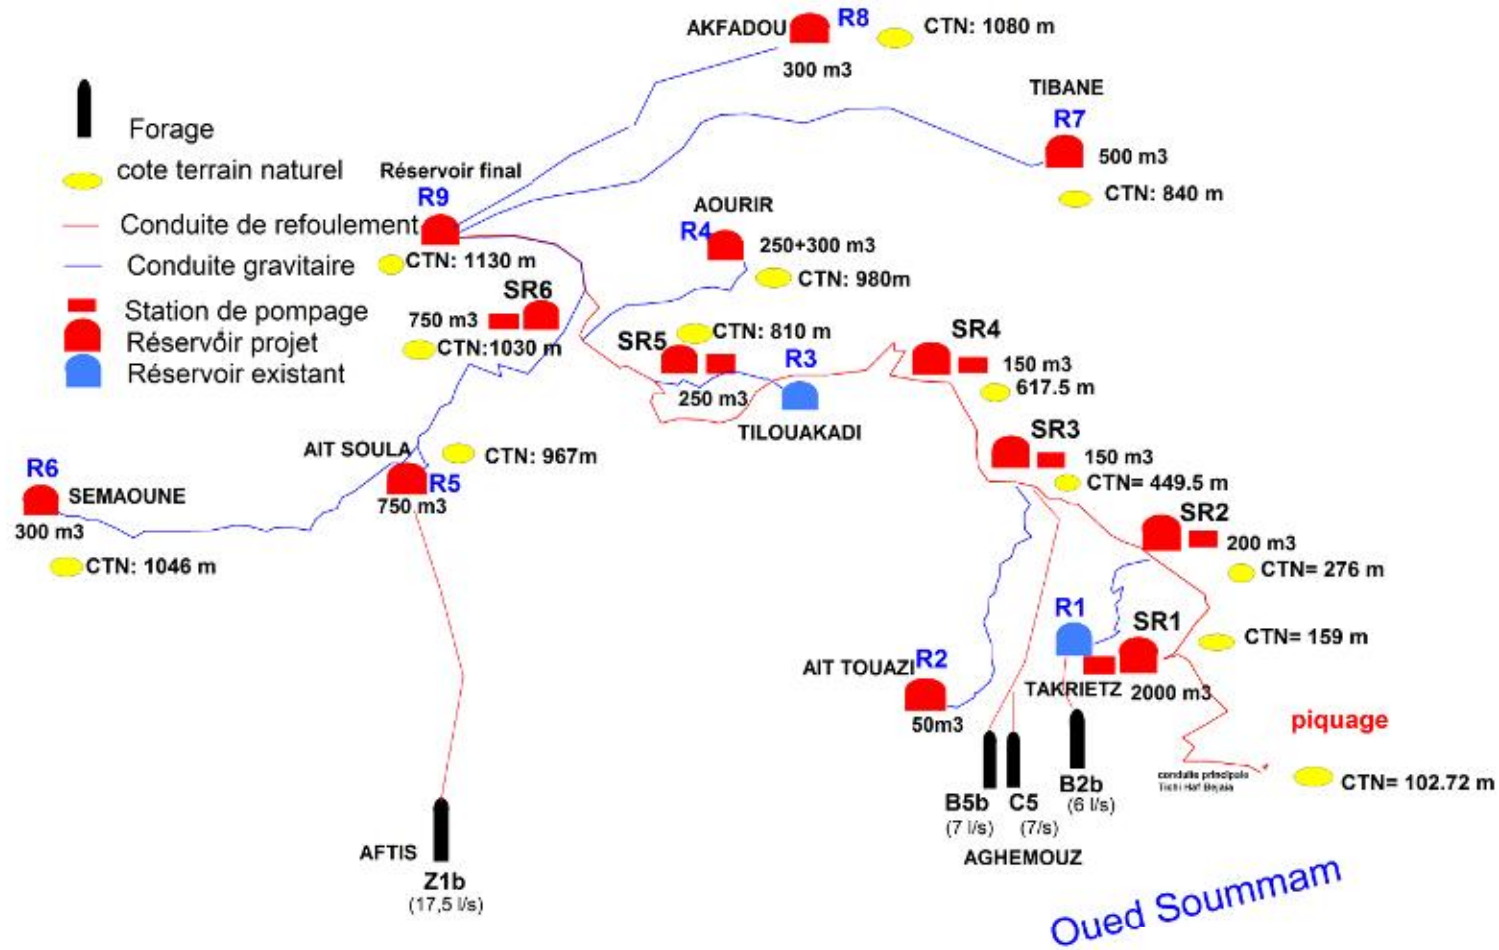 AKFADOU
R8
CTN: 1080 m
300 m3
TIBANE
R7
500 m3
CTN: 840 m
Forage
cote terrain naturel
Conduite de refoulement
Conduite gravitaire
Station de pompage
Réservoir projet
Réservoir existant
Réservoir final
R9
CTN: 1130 m
AOURIR
R4
250+300 m3
CTN: 980m
SR6
750 m3
CTN:1030 m
SR5
CTN: 810 m
250 m3
R3
TILOUAKADI
SR4
150 m3
617.5 m
SR3
150 m3
CTN= 449.5 m
SR2
200 m3
CTN= 276 m
AIT SOULA
CTN: 967m
R5
750 m3
R6
SEMAOUNE
300 m3
CTN: 1046 m
R1
SR1
CTN= 159 m
TAKRIETZ
2000 m3
AIT TOUAZI
R2
50m3
piquage
CTN= 102.72 m
conduite principale
Tichi Haf Bejaia
B5b
(7 l/s)
C5
(7/s)
B2b
(6 l/s)
AGHEMOUZ
AFTIS
Z1b
(17,5 l/s)
Oued Soummam